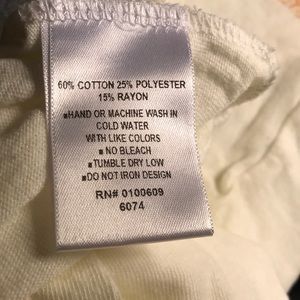 60% COTTON 25% POLYESTER
15% RAYON
▪HAND OR MACHINE WASH IN
COLD WATER
WITH LIKE COLORS
▪NO BLEACH
▪TUMBLE DRY LOW
▪DO NOT IRON DESIGN
RN# 0100609
6074